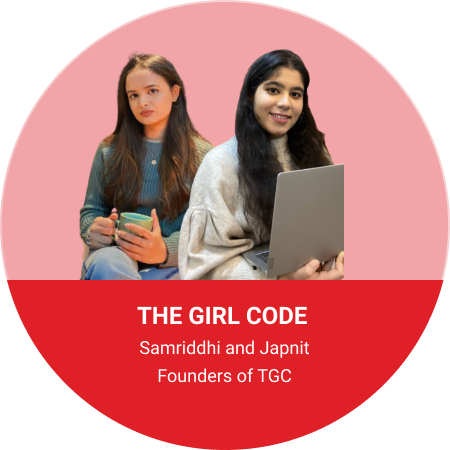 THE GIRL CODE
Samriddhi and Japnit
Founders of TGC